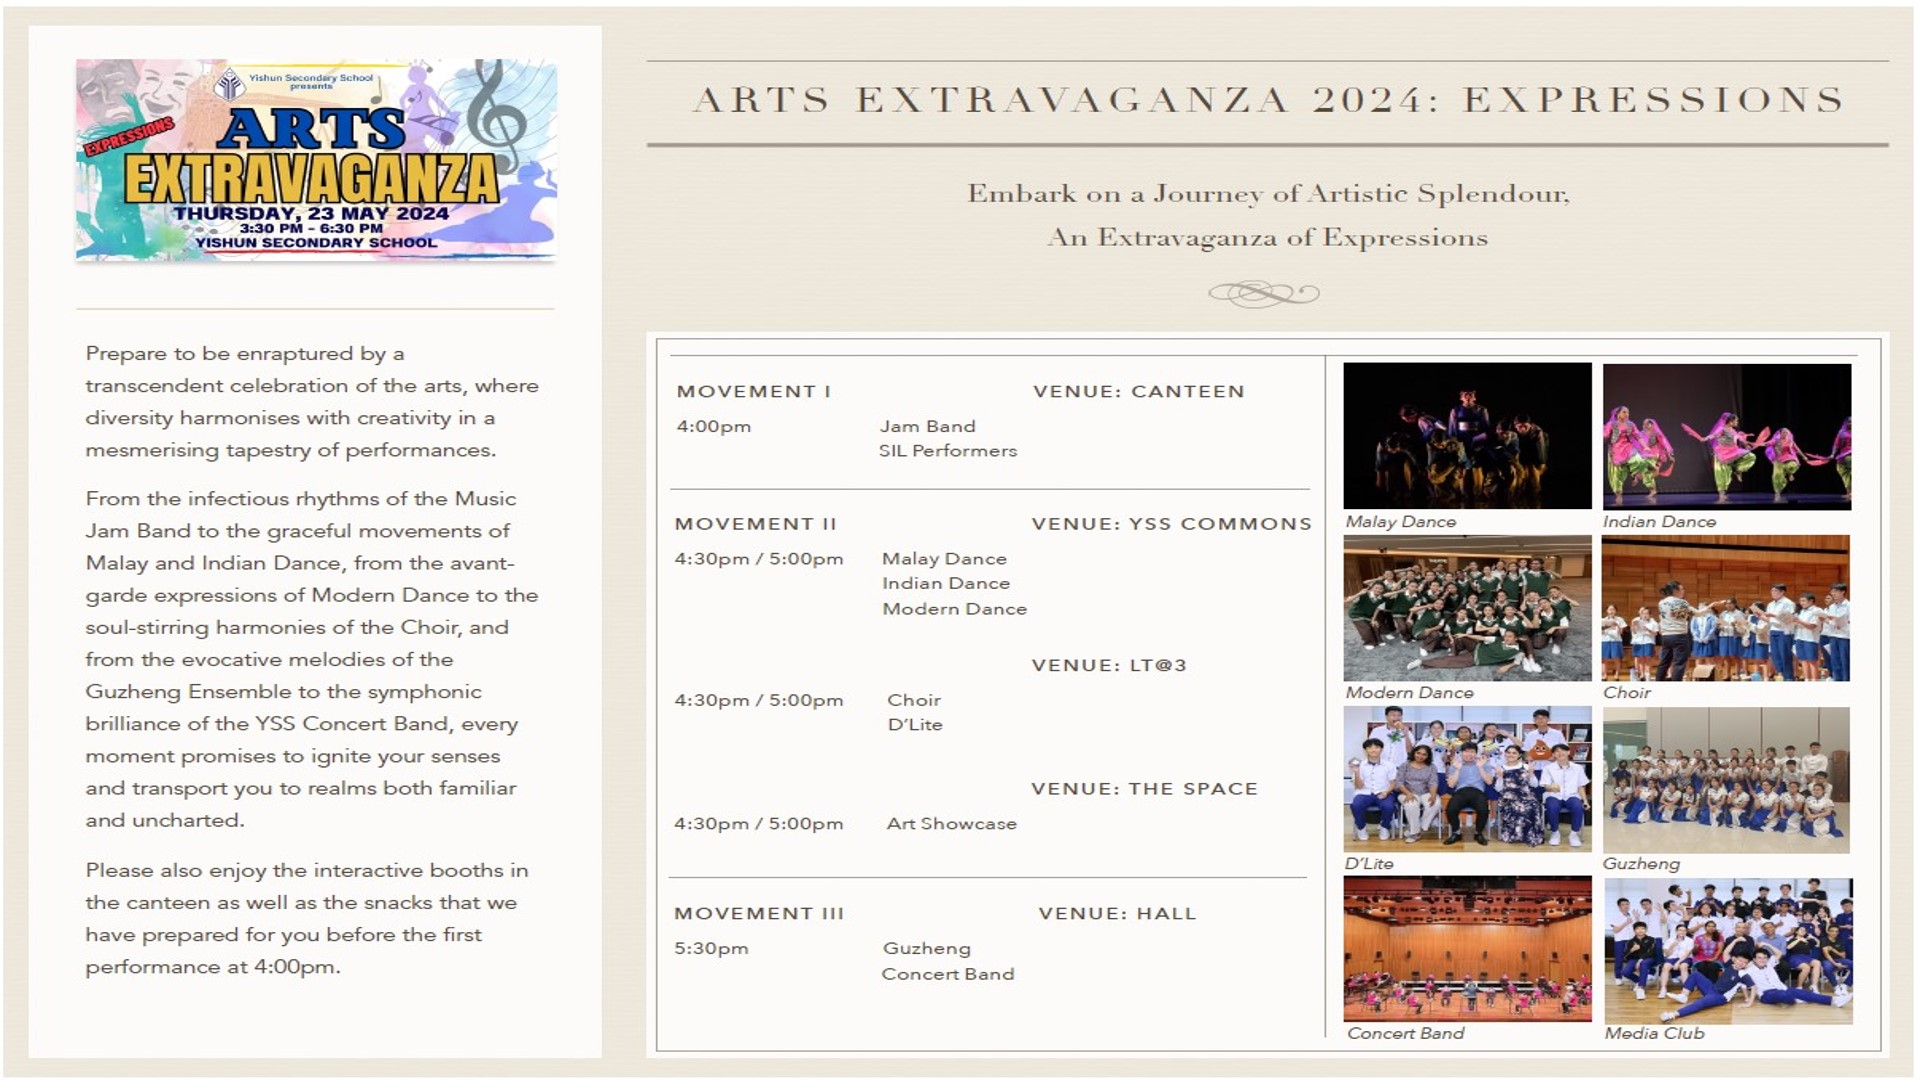 Yishun Secondary School
presents
EXPRESSIONS
ARTS
EXTRAVAGANZA
THURSDAY, 23 MAY 2024
3:30 PM - 6:30 PM
YISHUN SECONDARY SCHOOL
Prepare to be enraptured by a
transcendent celebration of the arts, where
diversity harmonises with creativity in a
mesmerising tapestry of performances.
From the infectious rhythms of the Music
Jam Band to the graceful movements of
Malay and Indian Dance, from the avant-
garde expressions of Modern Dance to the
soul-stirring harmonies of the Choir, and
from the evocative melodies of the
Guzheng Ensemble to the symphonic
brilliance of the YSS Concert Band, every
moment promises to ignite your senses
and transport you to realms both familiar
and uncharted.
Please also enjoy the interactive booths in
the canteen as well as the snacks that we
have prepared for you before the first
performance at 4:00pm.
ARTS EXTRAVAGANZA 2024: EXPRESSIONS
Embark on a Journey of Artistic Splendour,
An Extravaganza of Expressions
MOVEMENT I VENUE: CANTEEN
4:00pm Jam Band
SIL Performers
MOVEMENT II VENUE: YSS COMMONS
4:30pm / 5:00pm Malay Dance
Indian Dance
Modern Dance
VENUE: LT@3
4:30pm / 5:00pm Choir
D'Lite
VENUE: THE SPACE
4:30pm / 5:00pm Art Showcase
MOVEMENT III VENUE: HALL
5:30pm Guzheng
Concert Band
Malay Dance Indian Dance
Modern Dance Choir
D'Lite Guzheng
Concert Band Media Club